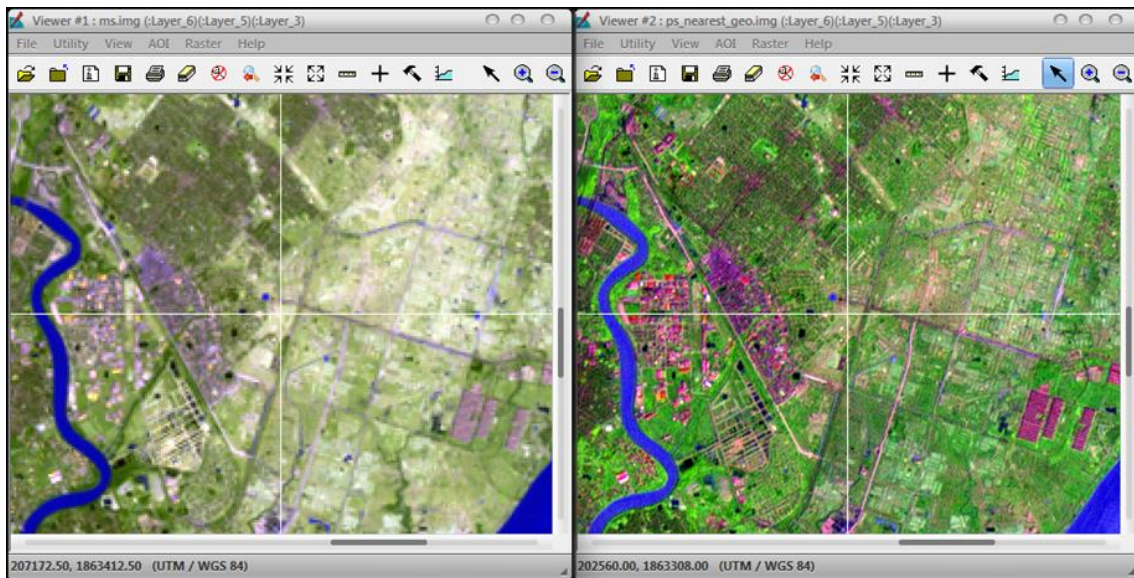 Viewer #1 : ms.img (:Layer_6)(:Layer_5)(:Layer_3)
File Utility View AOI Raster Help
207172.50, 1863412.50 (UTM / WGS 84)
Viewer #2 : ps_nearest_geo.img (:Layer_6)(:Layer_5)(:Layer_3)
File Utility View AOI Raster Help
202560.00, 1863308.00 (UTM / WGS 84)